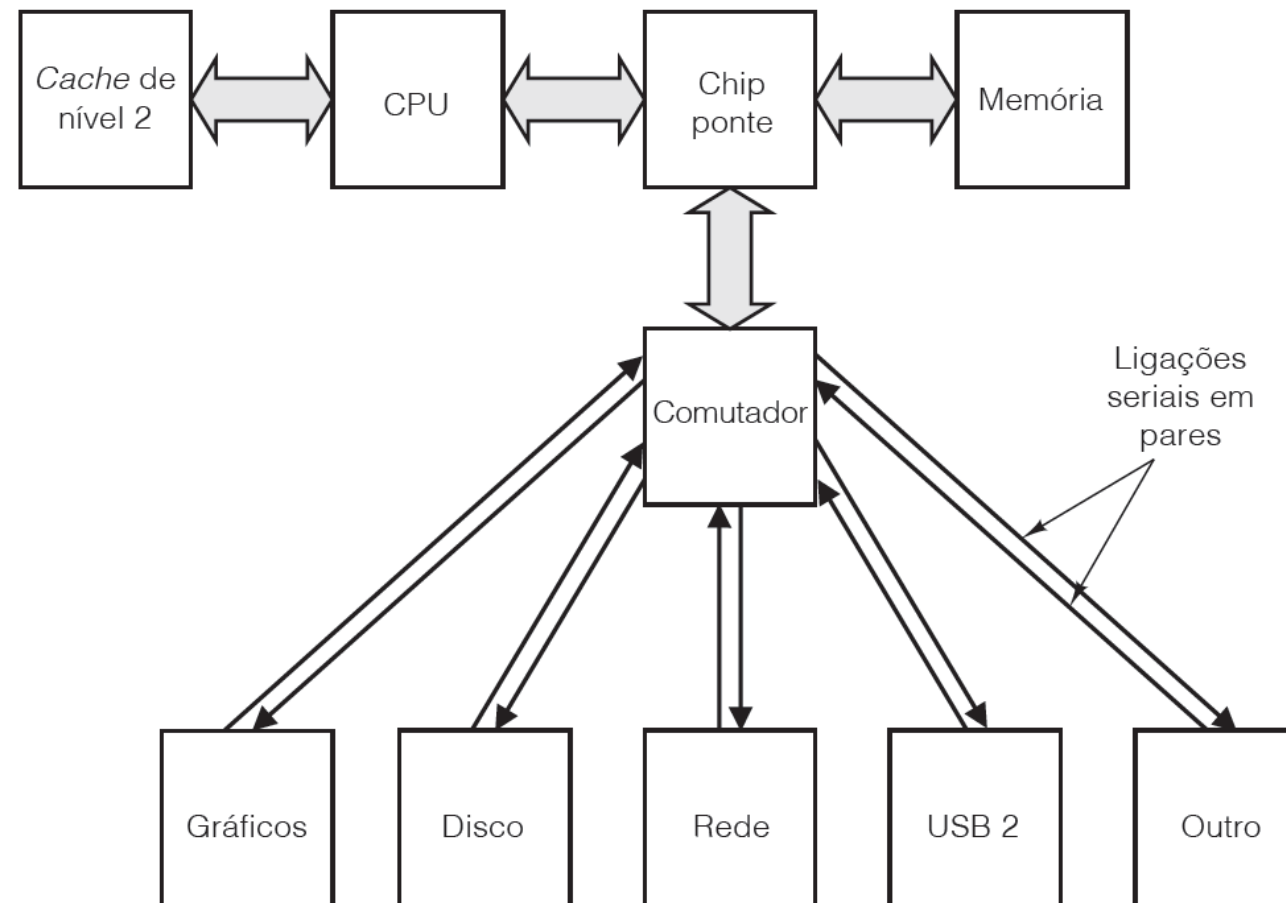 Cache de
nível 2
CPU
Chip
ponte
Memória
Comutador
Ligações
seriais em
pares
Gráficos
Disco
Rede
USB 2
Outro